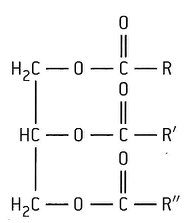 O
H₂C — O — C — R
O
HC — O — C — R′
O
H₂C — O — C — R″